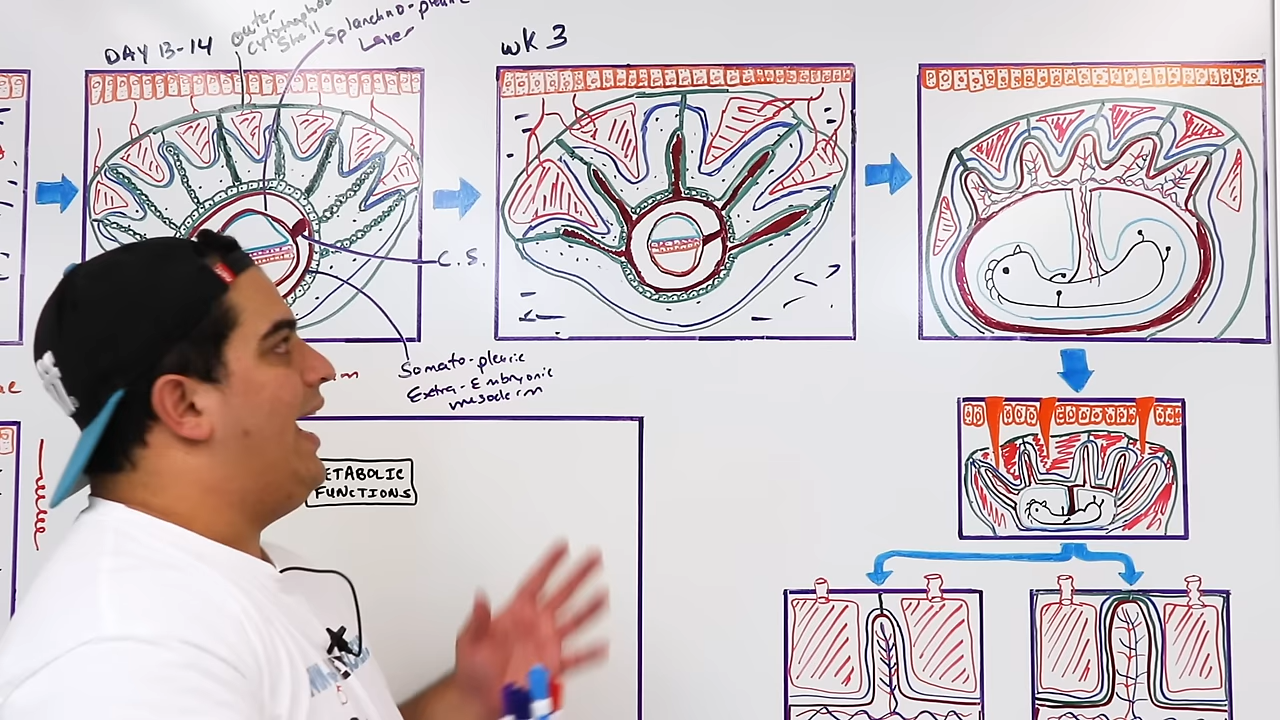 DAY 13-14
outer
Shell
Splanchno-pleuric
Layer
wk 3
C.S.
Somato-pleuric
Extra-Embryonic
mesoderm
METABOLIC
FUNCTIONS